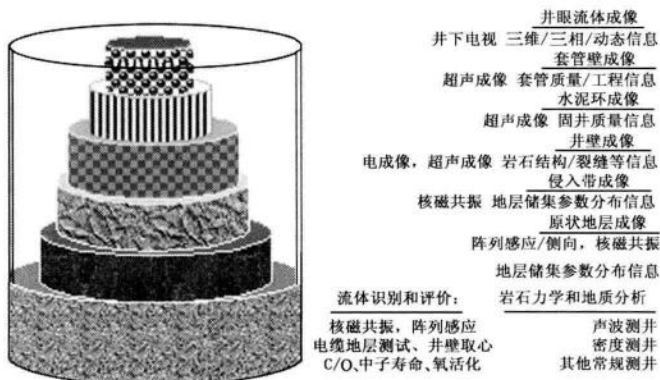 井眼流体成像
井下电视 三维/三相/动态信息
套管壁成像
超声成像 套管质量/工程信息
水泥环成像
超声成像 固井质量信息
井壁成像
电成像，超声成像 岩石结构/裂缝等信息
侵入带成像
核磁共振 地层储集参数分布信息
原状地层成像
阵列感应/侧向，核磁共振
地层储集参数分布信息
流体识别和评价： 岩石力学和地质分析
核磁共振，阵列感应 声波测井
电缆地层测试、井壁取心 密度测井
C/O、中子寿命、氧活化 其他常规测井